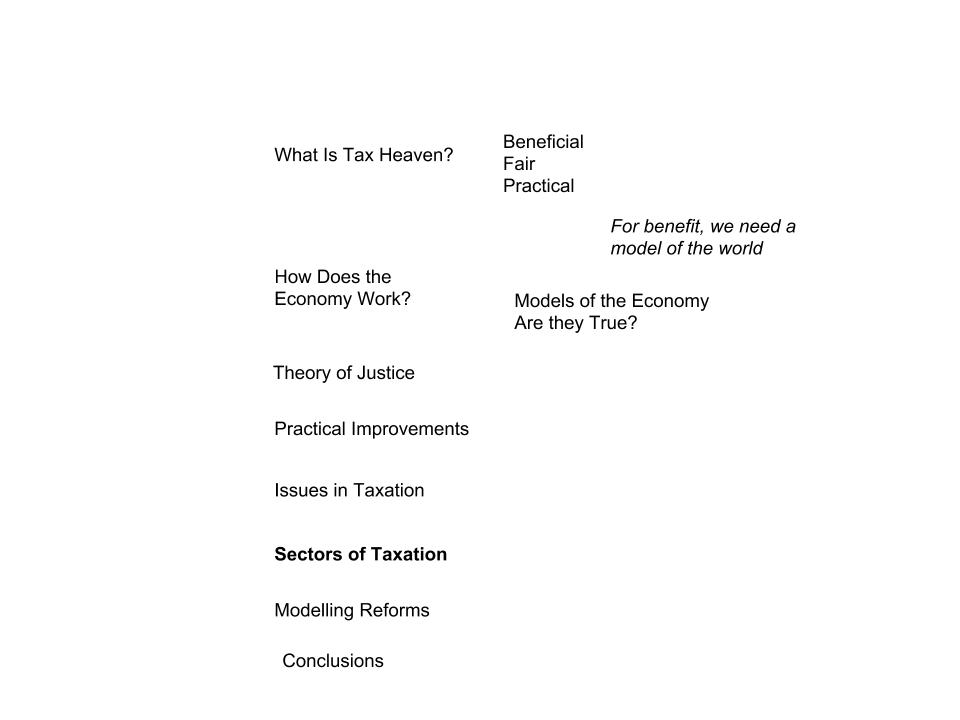 What Is Tax Heaven?
Beneficial
Fair
Practical
For benefit, we need a
model of the world
How Does the
Economy Work?
Models of the Economy
Are they True?
Theory of Justice
Practical Improvements
Issues in Taxation
Sectors of Taxation
Modelling Reforms
Conclusions